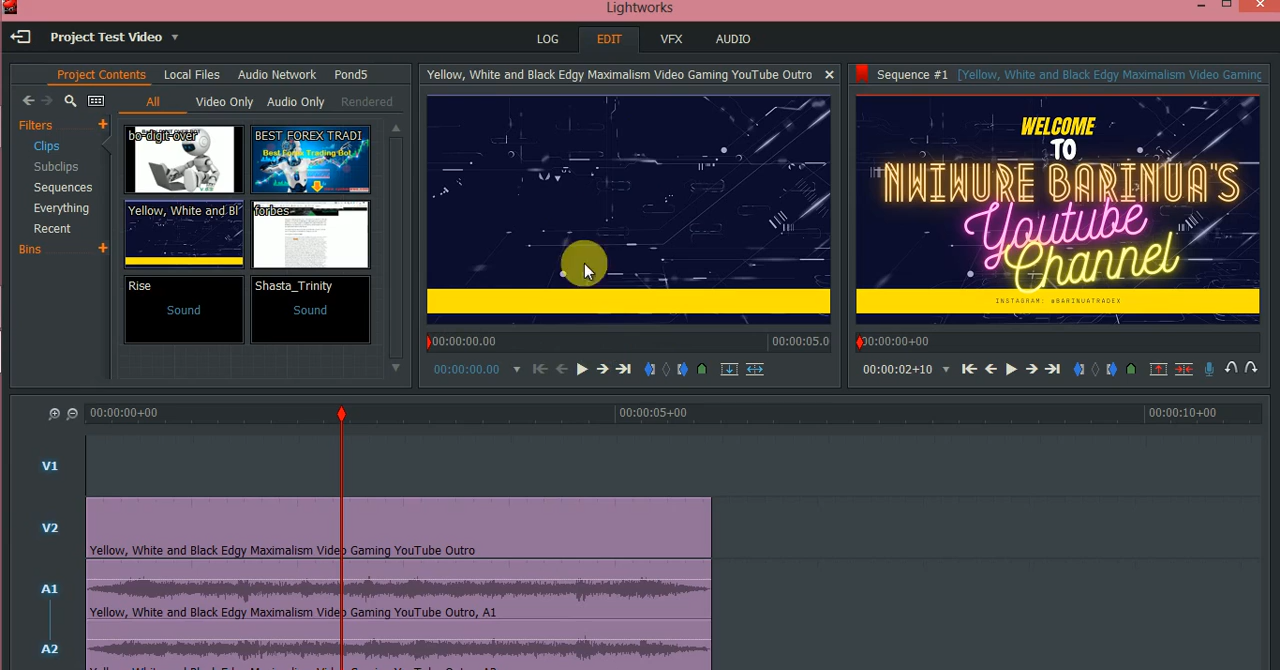 Lightworks
Project Test Video
LOG
EDIT
VFX
AUDIO
Project Contents
Local Files
Audio Network
Pond5
All
Video Only
Audio Only
Rendered
Filters
Clips
Subclips
Sequences
Everything
Recent
Bins
bo-digit-over
BEST FOREX TRADI
Best Forex Trading Bot
Yellow, White and Bl
forbes
Rise
Sound
Shasta_Trinity
Sound
Yellow, White and Black Edgy Maximalism Video Gaming YouTube Outro
00:00:00.00
00:00:05.0
00:00:00.00
Sequence #1 [Yellow, White and Black Edgy Maximalism Video Gaming
WELCOME
TO
NWIWURE BARINUA'S
Youtube
Channel
INSTAGRAM: @BARINUATRADEX
00:00:00+00
00:00:02+10
00:00:00+00
00:00:05+00
00:00:10+00
V1
V2
Yellow, White and Black Edgy Maximalism Video Gaming YouTube Outro
A1
Yellow, White and Black Edgy Maximalism Video Gaming YouTube Outro, A1
A2